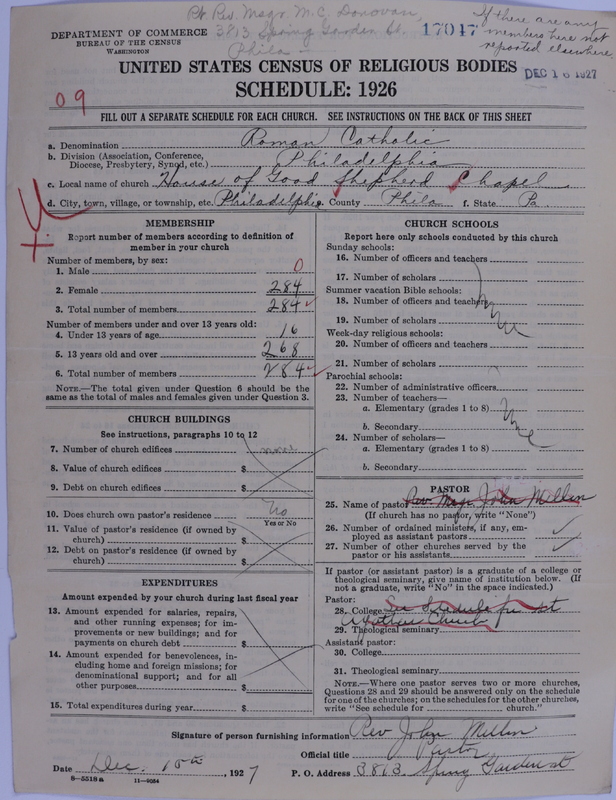 Rt. Rev. Msgr. M. C. Donovan,
3813 Spring Garden St.
Phila
17047
If there are any
members here not
reported elsewhere
DEPARTMENT OF COMMERCE
BUREAU OF THE CENSUS
WASHINGTON
UNITED STATES CENSUS OF RELIGIOUS BODIES
DEC 16 1927
SCHEDULE: 1926
09
FILL OUT A SEPARATE SCHEDULE FOR EACH CHURCH. SEE INSTRUCTIONS ON THE BACK OF THIS SHEET
a. Denomination Roman Catholic
b. Division (Association, Conference, Diocese, Presbytery, Synod, etc.) Philadelphia
c. Local name of church House of Good Shepherd Chapel
d. City, town, village, or township, etc. Philadelphia e. County Phila f. State Pa
MEMBERSHIP
Report number of members according to definition of
member in your church
Number of members, by sex:
1. Male 0
2. Female 284
3. Total number of members 284
Number of members under and over 13 years old:
4. Under 13 years of age 16
5. 13 years old and over 268
6. Total number of members 284
NOTE.—The total given under Question 6 should be the
same as the total of males and females given under Question 3.
CHURCH BUILDINGS
See instructions, paragraphs 10 to 12
7. Number of church edifices none
8. Value of church edifices $
9. Debt on church edifices $
10. Does church own pastor's residence No
Yes or No
11. Value of pastor's residence (if owned by
church) $
12. Debt on pastor's residence (if owned by
church) $
EXPENDITURES
Amount expended by your church during last fiscal year
13. Amount expended for salaries, repairs,
and other running expenses; for im-
provements or new buildings; and for
payments on church debt $
14. Amount expended for benevolences, in-
cluding home and foreign missions; for
denominational support; and for all
other purposes $
15. Total expenditures during year $
CHURCH SCHOOLS
Report here only schools conducted by this church
Sunday schools:
16. Number of officers and teachers
17. Number of scholars
Summer vacation Bible schools:
18. Number of officers and teachers
19. Number of scholars
Week-day religious schools:
20. Number of officers and teachers
21. Number of scholars
Parochial schools:
22. Number of administrative officers
23. Number of teachers—
a. Elementary (grades 1 to 8)
b. Secondary
24. Number of scholars—
a. Elementary (grades 1 to 8)
b. Secondary
PASTOR
25. Name of pastor Rev. Msgr. John Mellon
(If church has no pastor, write "None")
26. Number of ordained ministers, if any, em-
ployed as assistant pastors
27. Number of other churches served by the
pastor or his assistants
If pastor (or assistant pastor) is a graduate of a college or
theological seminary, give name of institution below. (If
not a graduate, write "No" in the space indicated.)
Pastor:
28. College See Schedule for St
Mother Church
29. Theological seminary
Assistant pastor:
30. College
31. Theological seminary
NOTE.—Where one pastor serves two or more churches,
Questions 28 and 29 should be answered only on the schedule
for one of the churches; on the schedules for the other churches,
write "See schedule for church."
Signature of person furnishing information Rev John Mellon
Official title Pastor
Date Dec. 10th, 1927 P. O. Address 3813 Spring Garden st
8-5518a 11-9034